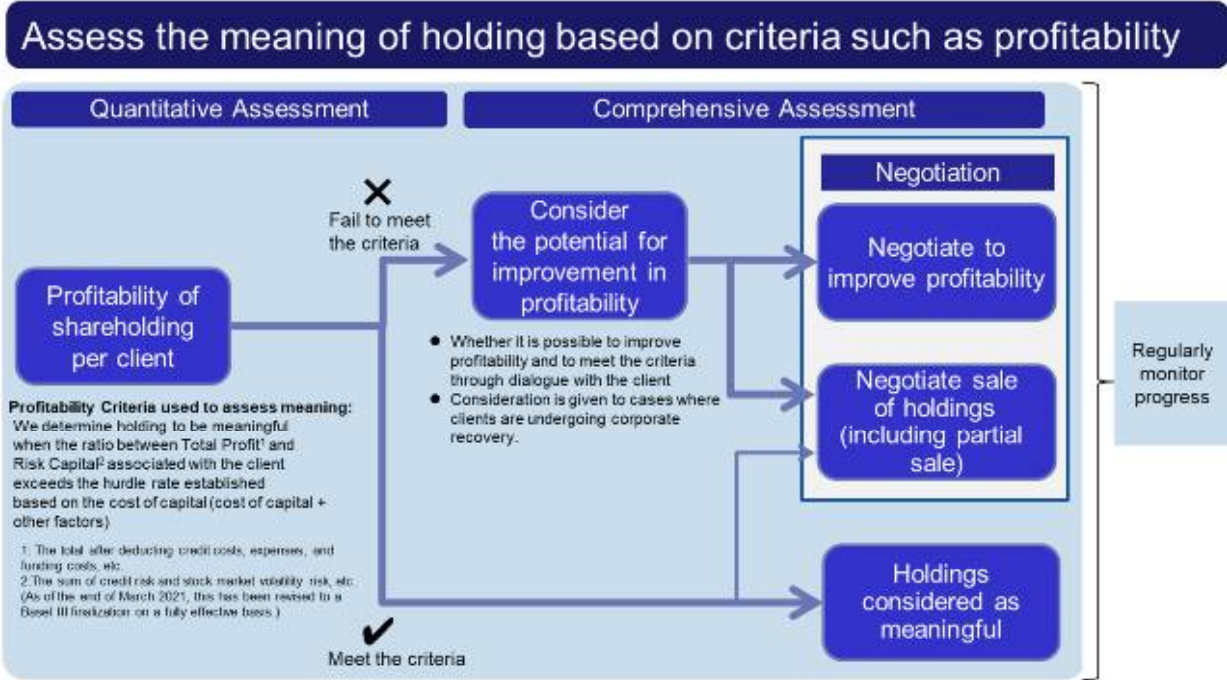 Assess the meaning of holding based on criteria such as profitability
Quantitative Assessment
Comprehensive Assessment
Profitability of
shareholding
per client
Fail to meet
the criteria
Consider
the potential for
improvement in
profitability
Negotiation
Negotiate to
improve profitability
Negotiate sale
of holdings
(including partial
sale)
● Whether it is possible to improve
profitability and to meet the criteria
through dialogue with the client
● Consideration is given to cases where
clients are undergoing corporate
recovery.
Regularly
monitor
progress
Profitability Criteria used to assess meaning:
We determine holding to be meaningful
when the ratio between Total Profit¹ and
Risk Capital² associated with the client
exceeds the hurdle rate established
based on the cost of capital (cost of capital +
other factors)
1. The total after deducting credit costs, expenses, and
funding costs, etc.
2.The sum of credit risk and stock market volatility risk, etc
(As of the end of March 2021, this has been revised to a
Basel III finalization on a fully effective basis.)
Meet the criteria
Holdings
considered as
meaningful